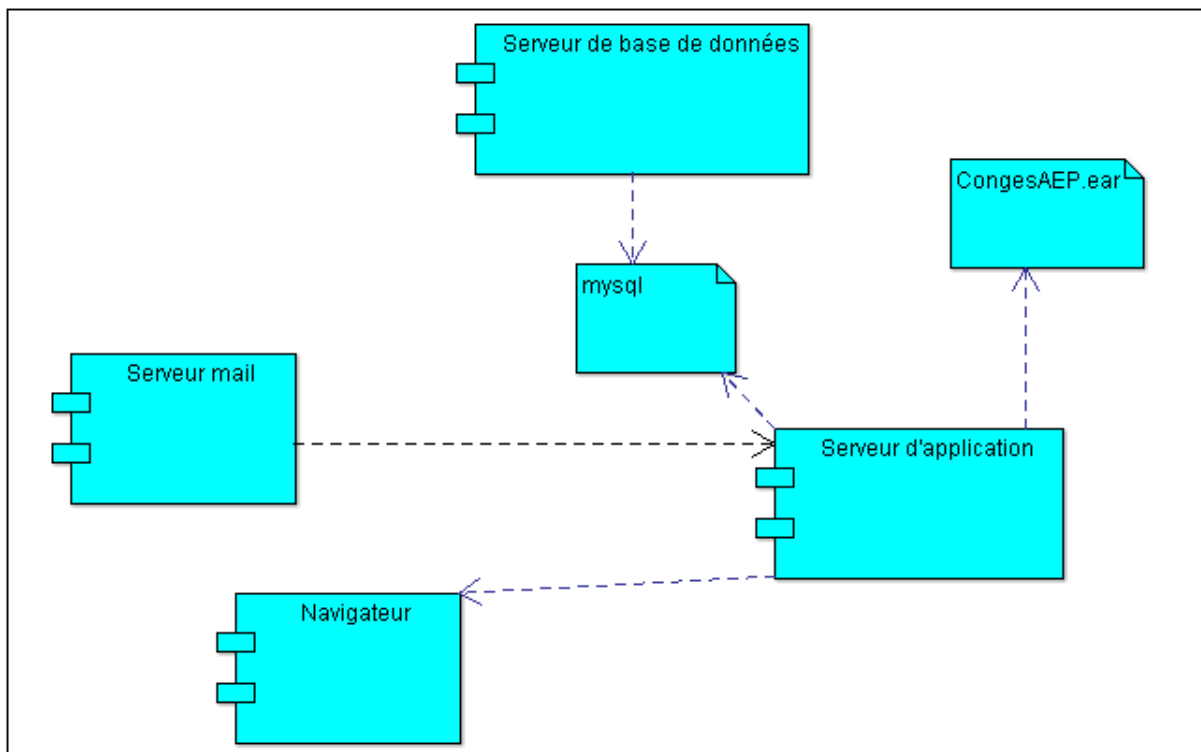 Serveur de base de données
CongesAEP.ear
mysql
Serveur mail
Serveur d'application
Navigateur